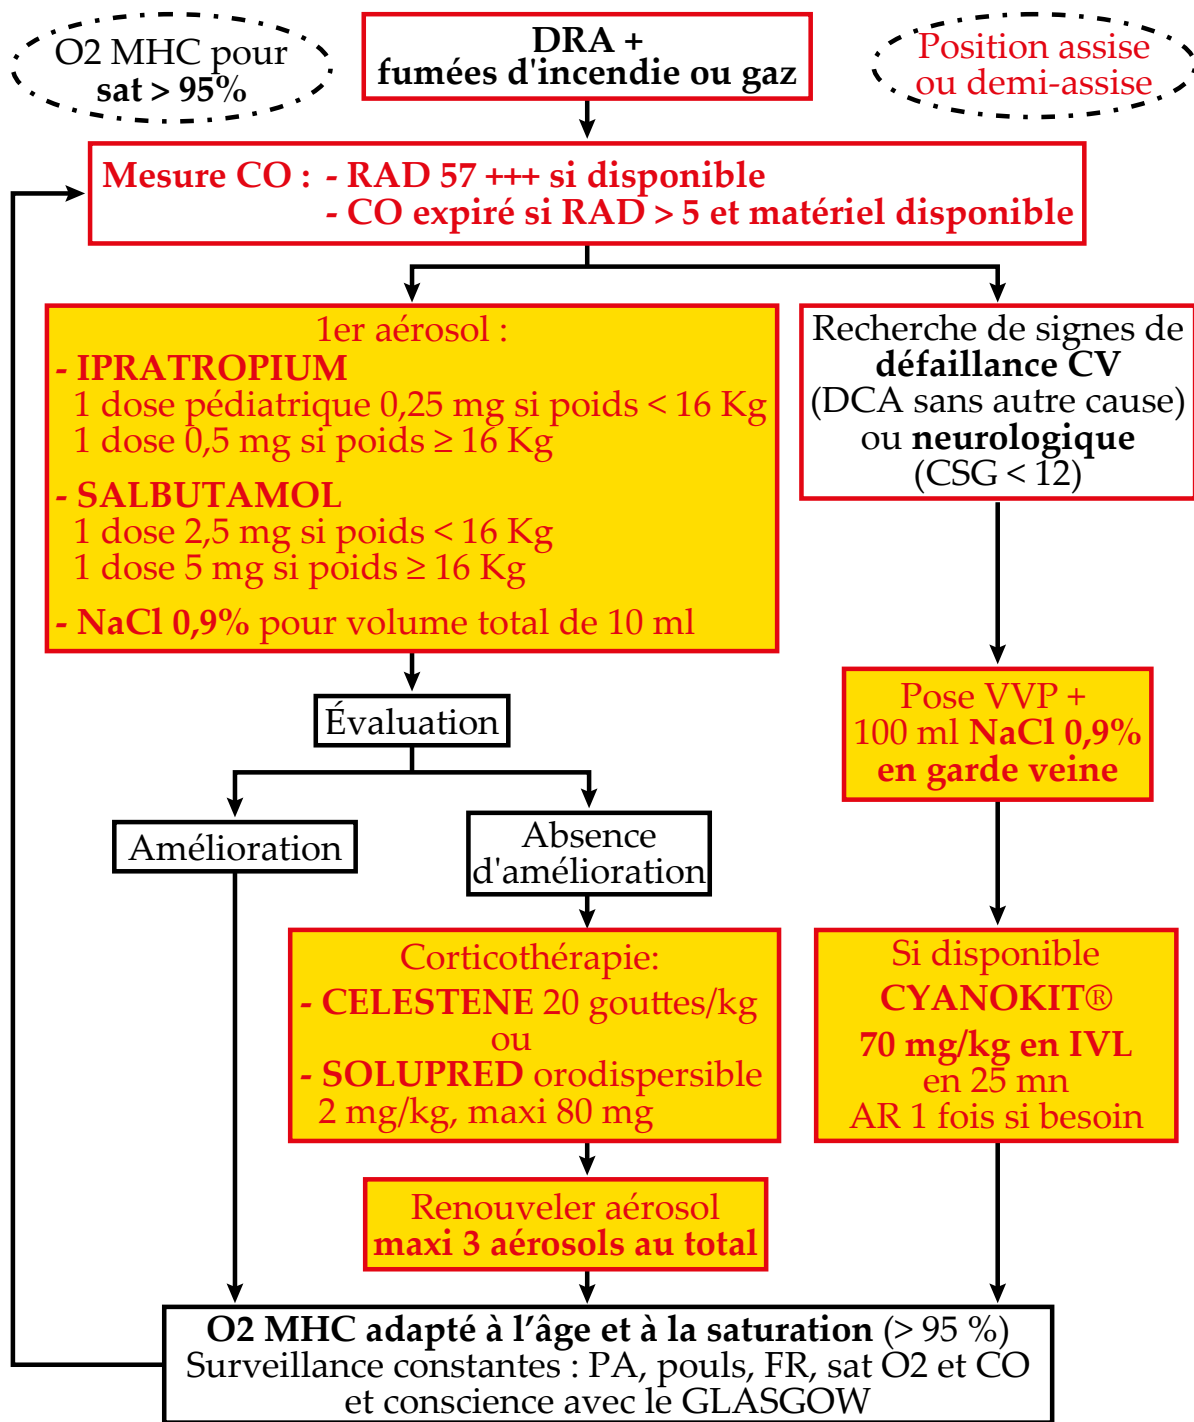 O2 MHC pour
sat > 95%
DRA +
fumées d'incendie ou gaz
Position assise
ou demi-assise
Mesure CO : - RAD 57 +++ si disponible
- CO expiré si RAD > 5 et matériel disponible
1er aérosol :
- IPRATROPIUM
1 dose pédiatrique 0,25 mg si poids < 16 Kg
1 dose 0,5 mg si poids ≥ 16 Kg
- SALBUTAMOL
1 dose 2,5 mg si poids < 16 Kg
1 dose 5 mg si poids ≥ 16 Kg
- NaCl 0,9% pour volume total de 10 ml
Recherche de signes de
défaillance CV
(DCA sans autre cause)
ou neurologique
(CSG < 12)
Évaluation
Pose VVP +
100 ml NaCl 0,9%
en garde veine
Amélioration
Absence
d'amélioration
Corticothérapie:
- CELESTENE 20 gouttes/kg
ou
- SOLUPRED orodispersible
2 mg/kg, maxi 80 mg
Si disponible
CYANOKIT®
70 mg/kg en IVL
en 25 mn
AR 1 fois si besoin
Renouveler aérosol
maxi 3 aérosols au total
O2 MHC adapté à l’âge et à la saturation (> 95 %)
Surveillance constantes : PA, pouls, FR, sat O2 et CO
et conscience avec le GLASGOW